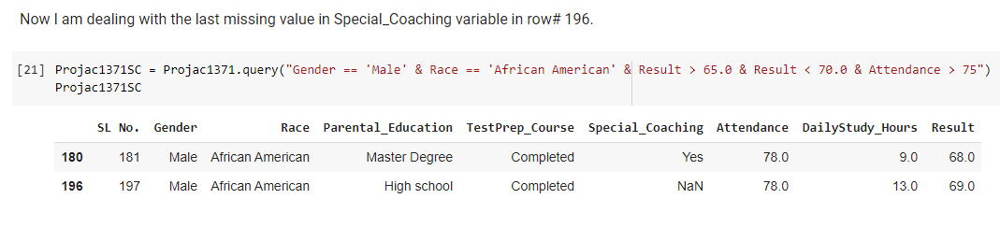 Now I am dealing with the last missing value in Special_Coaching variable in row# 196.
[21] Projac1371SC = Projac1371.query("Gender == 'Male' & Race == 'African American' & Result > 65.0 & Result < 70.0 & Attendance > 75")
Projac1371SC
SL No. Gender Race Parental_Education TestPrep_Course Special_Coaching Attendance DailyStudy_Hours Result
180 181 Male African American Master Degree Completed Yes 78.0 9.0 68.0
196 197 Male African American High school Completed NaN 78.0 13.0 69.0